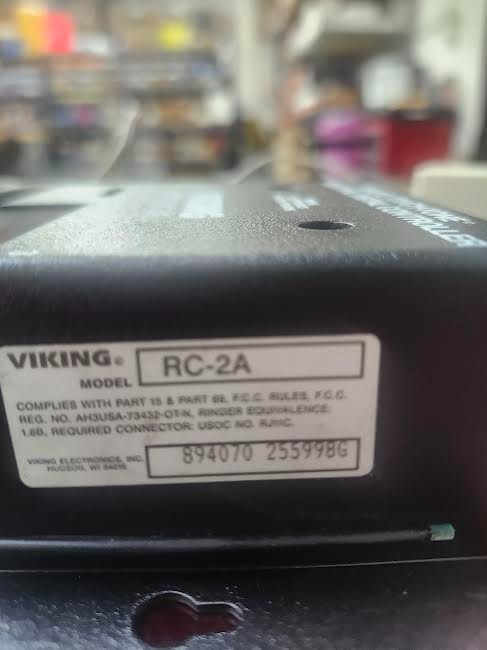 CONTROLLER
VIKING©
MODEL RC-2A
COMPLIES WITH PART 15 & PART 68, F.C.C. RULES, F.C.C.
REG. NO. AH3USA-73432-OT-N, RINGER EQUIVALENCE:
1.6B, REQUIRED CONNECTOR: USOC NO. RJ11C.
VIKING ELECTRONICS, INC.
HUDSON, WI 54016
894070 255998G